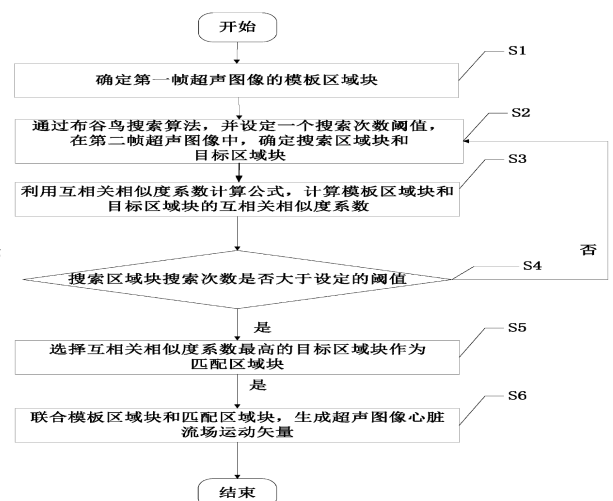 开始
S1
确定第一帧超声图像的模板区域块
S2
通过布谷鸟搜索算法，并设定一个搜索次数阈值，
在第二帧超声图像中，确定搜索区域块和
目标区域块
S3
利用互相关相似度系数计算公式，计算模板区域块和
目标区域块的互相关相似度系数
否
S4
搜索区域块搜索次数是否大于设定的阈值
是
S5
选择互相关相似度系数最高的目标区域块作为
匹配区域块
是
S6
联合模板区域块和匹配区域块，生成超声图像心脏
流场运动矢量
结束